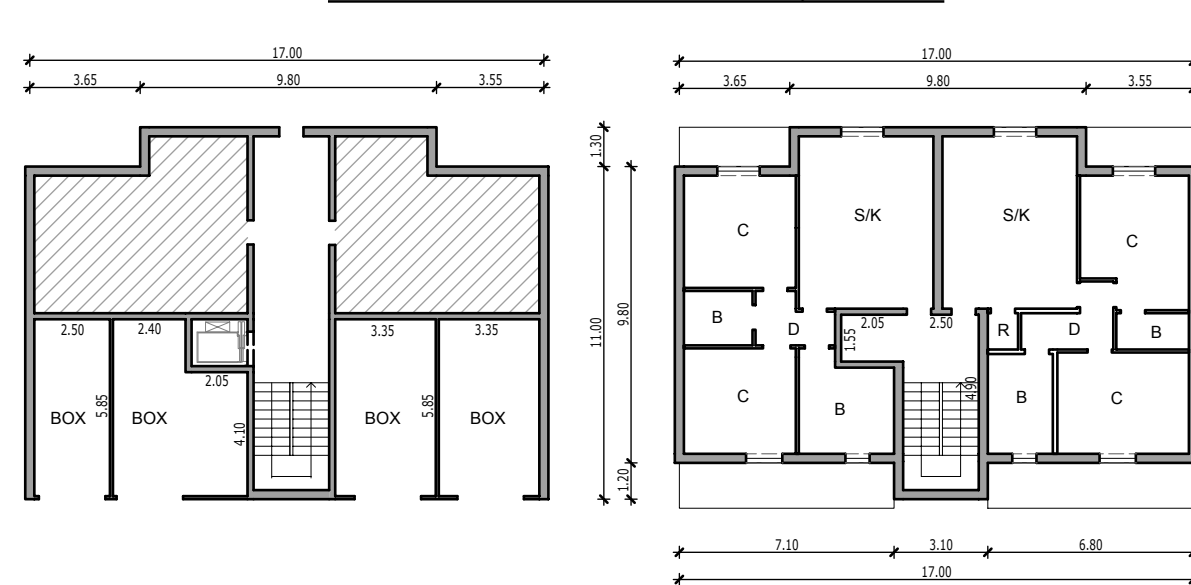 17.00
3.65 9.80 3.55
2.50 2.40 3.35 3.35
2.05
5.85 4.10 5.85
BOX BOX BOX BOX
17.00
3.65 9.80 3.55
1.30
11.00 9.80
1.20
S/K S/K
C C
B D 2.05 2.50 R D B
1.55
4.90
C B B C
7.10 3.10 6.80
17.00